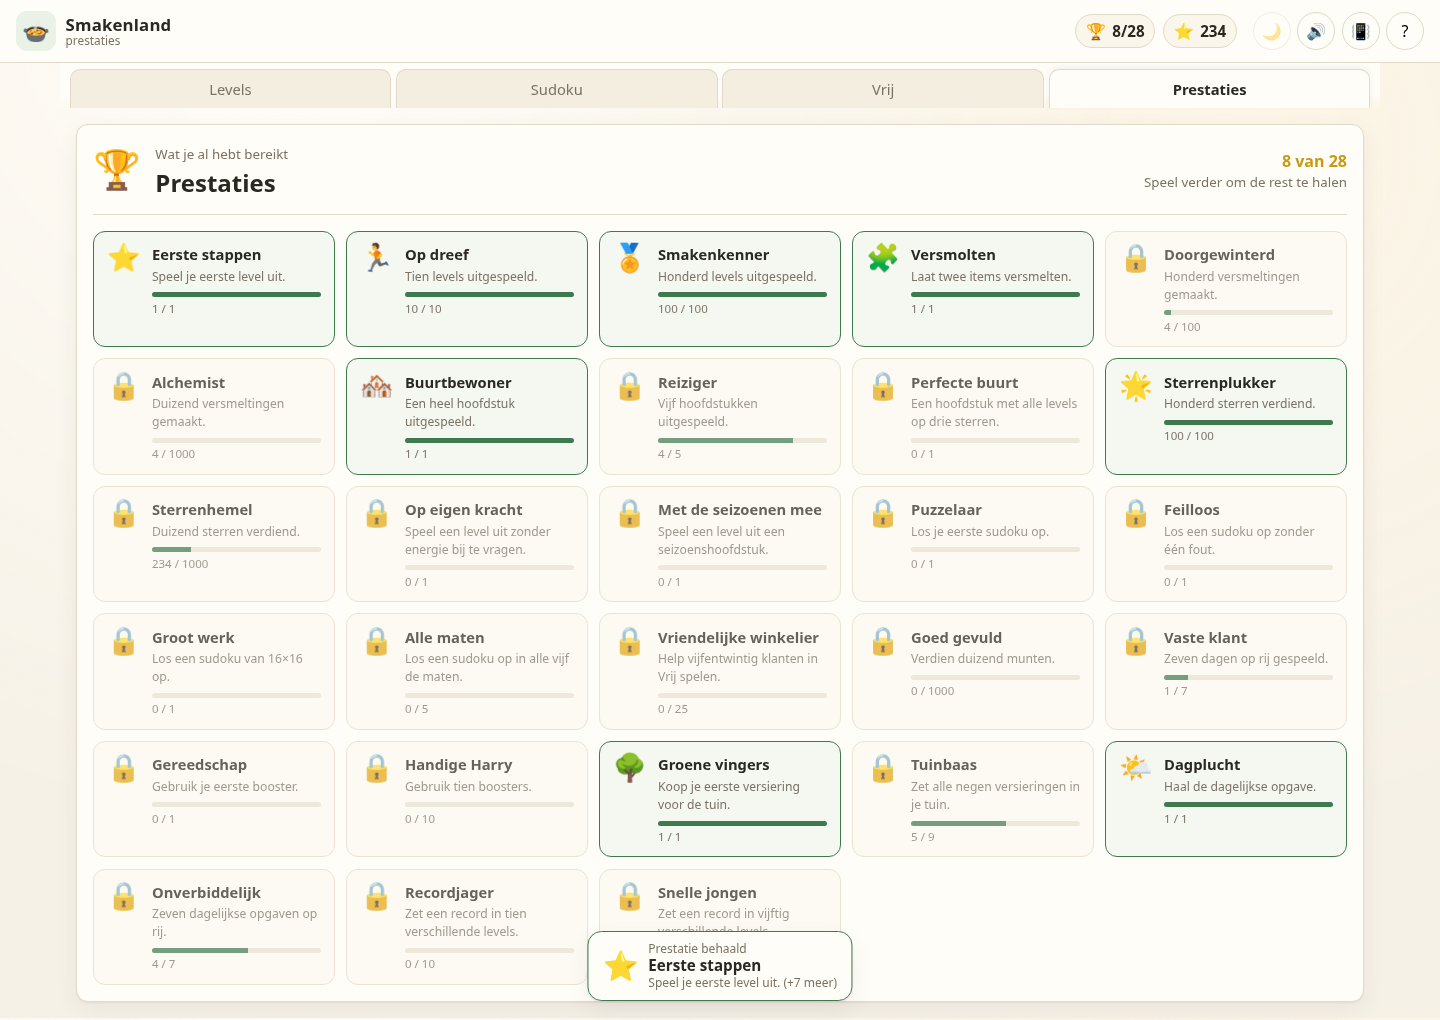 Smakenland
prestaties
8/28
234
?
Levels
Sudoku
Vrij
Prestaties
Wat je al hebt bereikt
Prestaties
8 van 28
Speel verder om de rest te halen
Eerste stappen
Speel je eerste level uit.
1 / 1
Op dreef
Tien levels uitgespeeld.
10 / 10
Smakenkenner
Honderd levels uitgespeeld.
100 / 100
Versmolten
Laat twee items versmelten.
1 / 1
Doorgewinterd
Honderd versmeltingen
gemaakt.
4 / 100
Alchemist
Duizend versmeltingen
gemaakt.
4 / 1000
Buurtbewoner
Een heel hoofdstuk
uitgespeeld.
1 / 1
Reiziger
Vijf hoofdstukken
uitgespeeld.
4 / 5
Perfecte buurt
Een hoofdstuk met alle levels
op drie sterren.
0 / 1
Sterrenplukker
Honderd sterren verdiend.
100 / 100
Sterrenhemel
Duizend sterren verdiend.
234 / 1000
Op eigen kracht
Speel een level uit zonder
energie bij te vragen.
0 / 1
Met de seizoenen mee
Speel een level uit een
seizoenshoofdstuk.
0 / 1
Puzzelaar
Los je eerste sudoku op.
0 / 1
Feilloos
Los een sudoku op zonder
één fout.
0 / 1
Groot werk
Los een sudoku van 16×16
op.
0 / 1
Alle maten
Los een sudoku op in alle vijf
de maten.
0 / 5
Vriendelijke winkelier
Help vijfentwintig klanten in
Vrij spelen.
0 / 25
Goed gevuld
Verdien duizend munten.
0 / 1000
Vaste klant
Zeven dagen op rij gespeeld.
1 / 7
Gereedschap
Gebruik je eerste booster.
0 / 1
Handige Harry
Gebruik tien boosters.
0 / 10
Groene vingers
Koop je eerste versiering
voor de tuin.
1 / 1
Tuinbaas
Zet alle negen versieringen in
je tuin.
5 / 9
Dagplucht
Haal de dagelijkse opgave.
1 / 1
Onverbiddelijk
Zeven dagelijkse opgaven op
rij.
4 / 7
Recordjager
Zet een record in tien
verschillende levels.
0 / 10
Snelle jongen
Zet een record in vijftig
verschillende levels.
Prestatie behaald
Eerste stappen
Speel je eerste level uit. (+7 meer)